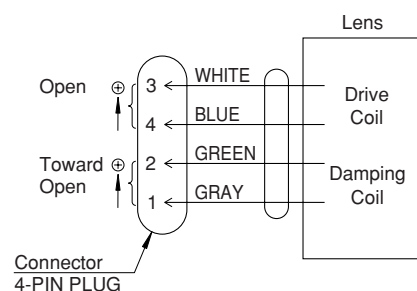 Lens
Open ⊕ 3 WHITE
4 BLUE
Drive
Coil
Toward
Open
⊕ 2 GREEN
1 GRAY
Damping
Coil
Connector
4-PIN PLUG